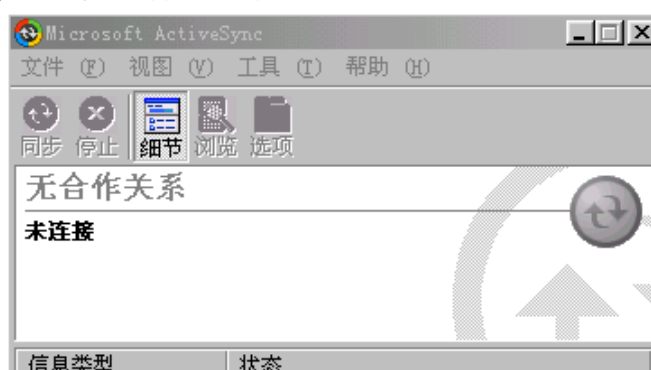 Microsoft ActiveSync
文件 (F) 视图 (V) 工具 (T) 帮助 (H)
同步 停止 细节 浏览 选项
无合作关系
未连接
信息类型 状态